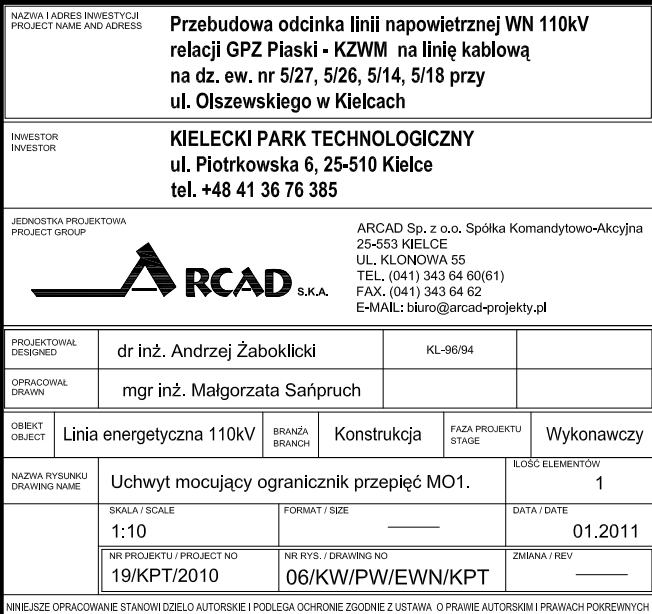 NAZWA I ADRES INWESTYCJI
PROJECT NAME AND ADRESS
Przebudowa odcinka linii napowietrznej WN 110kV
relacji GPZ Piaski - KZWM na linię kablową
na dz. ew. nr 5/27, 5/26, 5/14, 5/18 przy
ul. Olszewskiego w Kielcach
INWESTOR
INVESTOR
KIELECKI PARK TECHNOLOGICZNY
ul. Piotrkowska 6, 25-510 Kielce
tel. +48 41 36 76 385
JEDNOSTKA PROJEKTOWA
PROJECT GROUP
ARCAD S.K.A.
ARCAD Sp. z o.o. Spółka Komandytowo-Akcyjna
25-553 KIELCE
UL. KLONOWA 55
TEL. (041) 343 64 60(61)
FAX. (041) 343 64 62
E-MAIL: biuro@arcad-projekty.pl
PROJEKTOWAŁ
DESIGNED
dr inż. Andrzej Żaboklicki
KL-96/94
OPRACOWAŁ
DRAWN
mgr inż. Małgorzata Sańpruch
OBIEKT
OBJECT
Linia energetyczna 110kV
BRANŻA
BRANCH
Konstrukcja
FAZA PROJEKTU
STAGE
Wykonawczy
NAZWA RYSUNKU
DRAWING NAME
Uchwyt mocujący ogranicznik przepięć MO1.
ILOŚĆ ELEMENTÓW
1
SKALA / SCALE
1:10
FORMAT / SIZE
DATA / DATE
01.2011
NR PROJEKTU / PROJECT NO
19/KPT/2010
NR RYS. / DRAWING NO
06/KW/PW/EWN/KPT
ZMIANA / REV
NINIEJSZE OPRACOWANIE STANOWI DZIEŁO AUTORSKIE I PODLEGA OCHRONIE ZGODNIE Z USTAWA O PRAWIE AUTORSKIM I PRAWACH POKREWNYCH